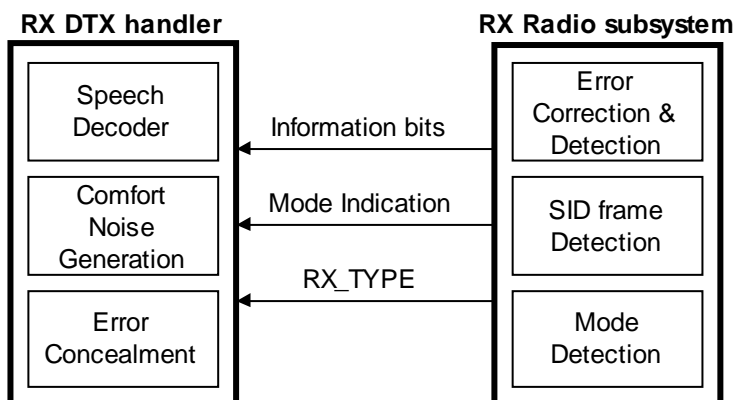 RX DTX handler
RX Radio subsystem
Speech
Decoder
Information bits
Error
Correction &
Detection
Comfort
Noise
Generation
Mode Indication
SID frame
Detection
RX_TYPE
Error
Concealment
Mode
Detection